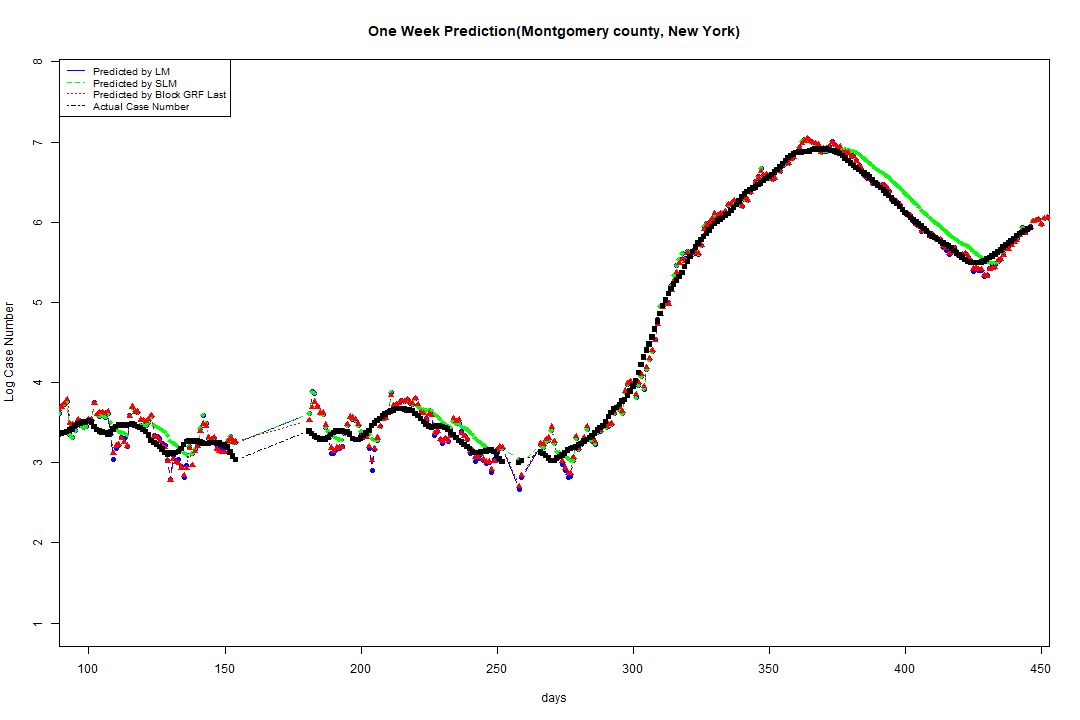 One Week Prediction(Montgomery county, New York)
Predicted by LM
Predicted by SLM
Predicted by Block GRF Last
Actual Case Number
8
7
6
5
4
3
2
1
Log Case Number
100 150 200 250 300 350 400 450
days